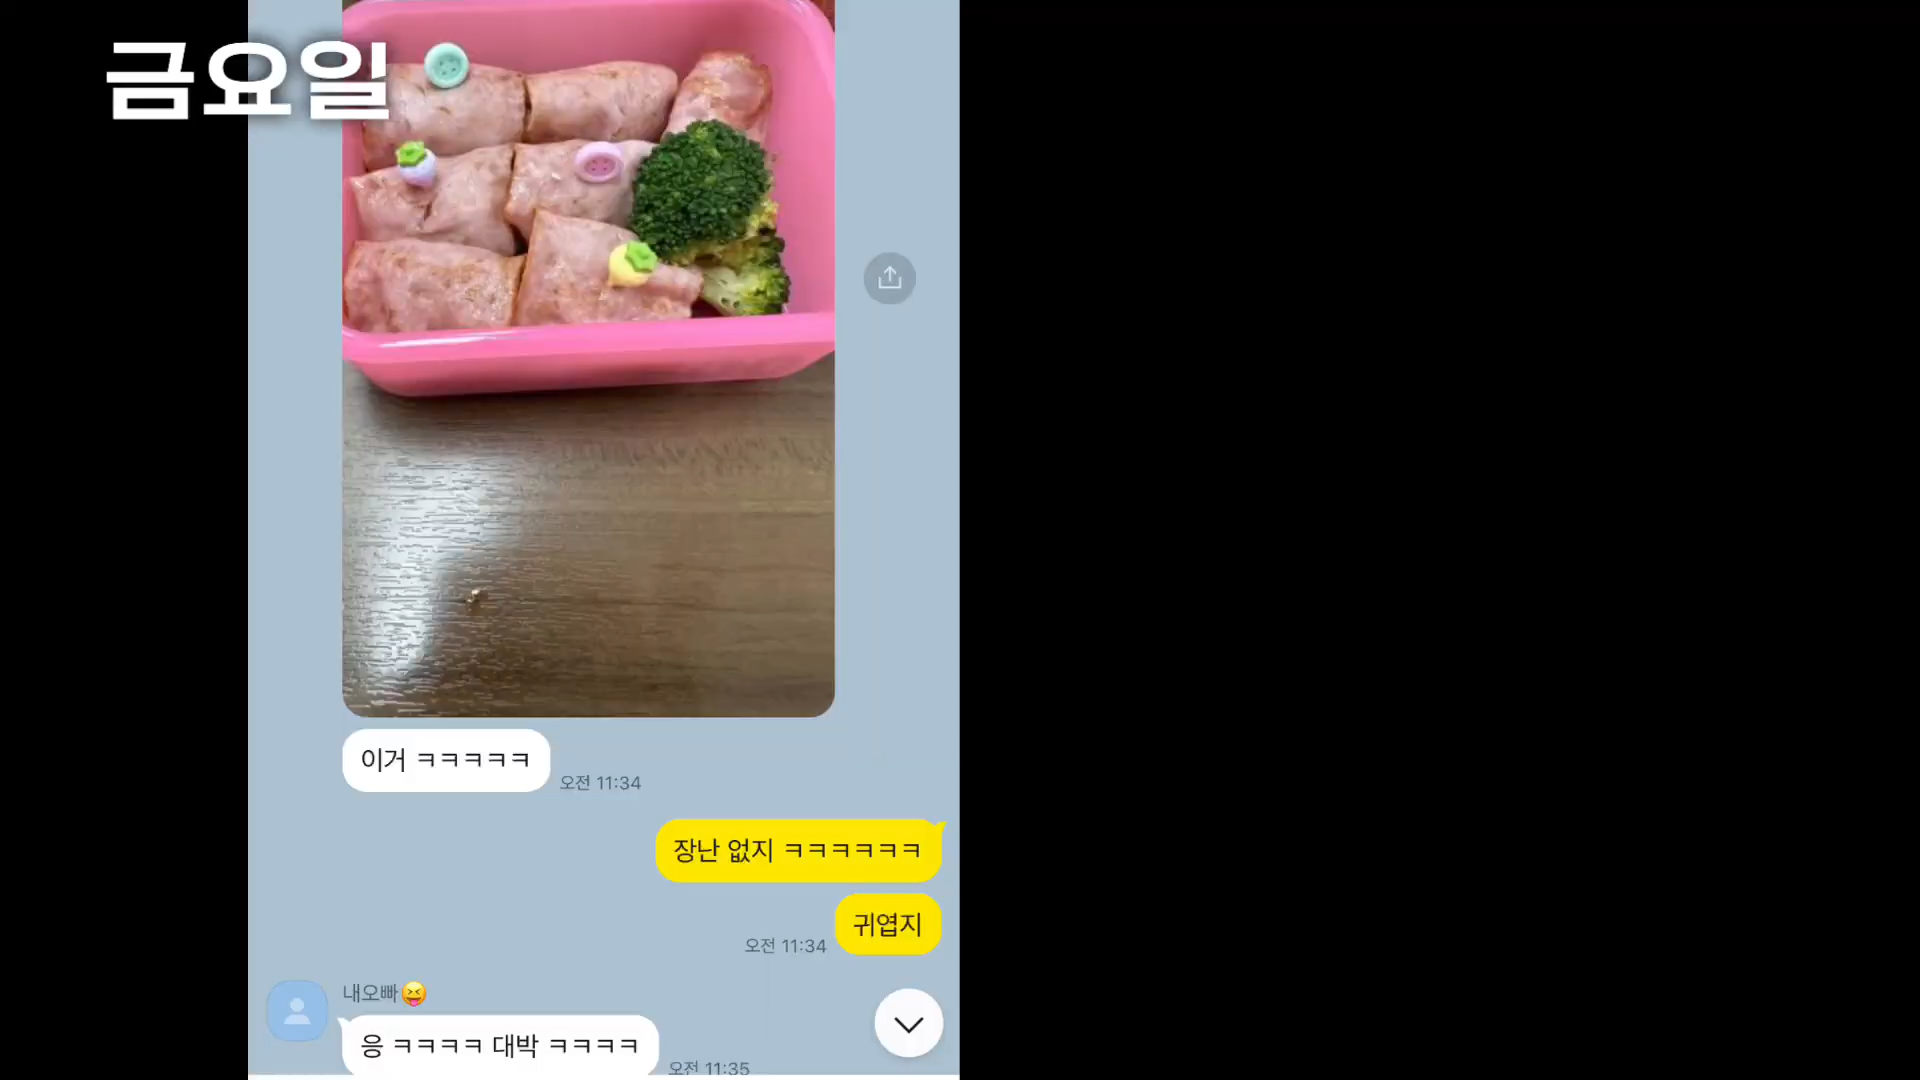 금요일
이거 ㅋㅋㅋㅋㅋ
오전 11:34
장난 없지 ㅋㅋㅋㅋㅋㅋ
귀엽지
오전 11:34
내오빠😝
응 ㅋㅋㅋㅋ 대박 ㅋㅋㅋㅋ
오전 11:35